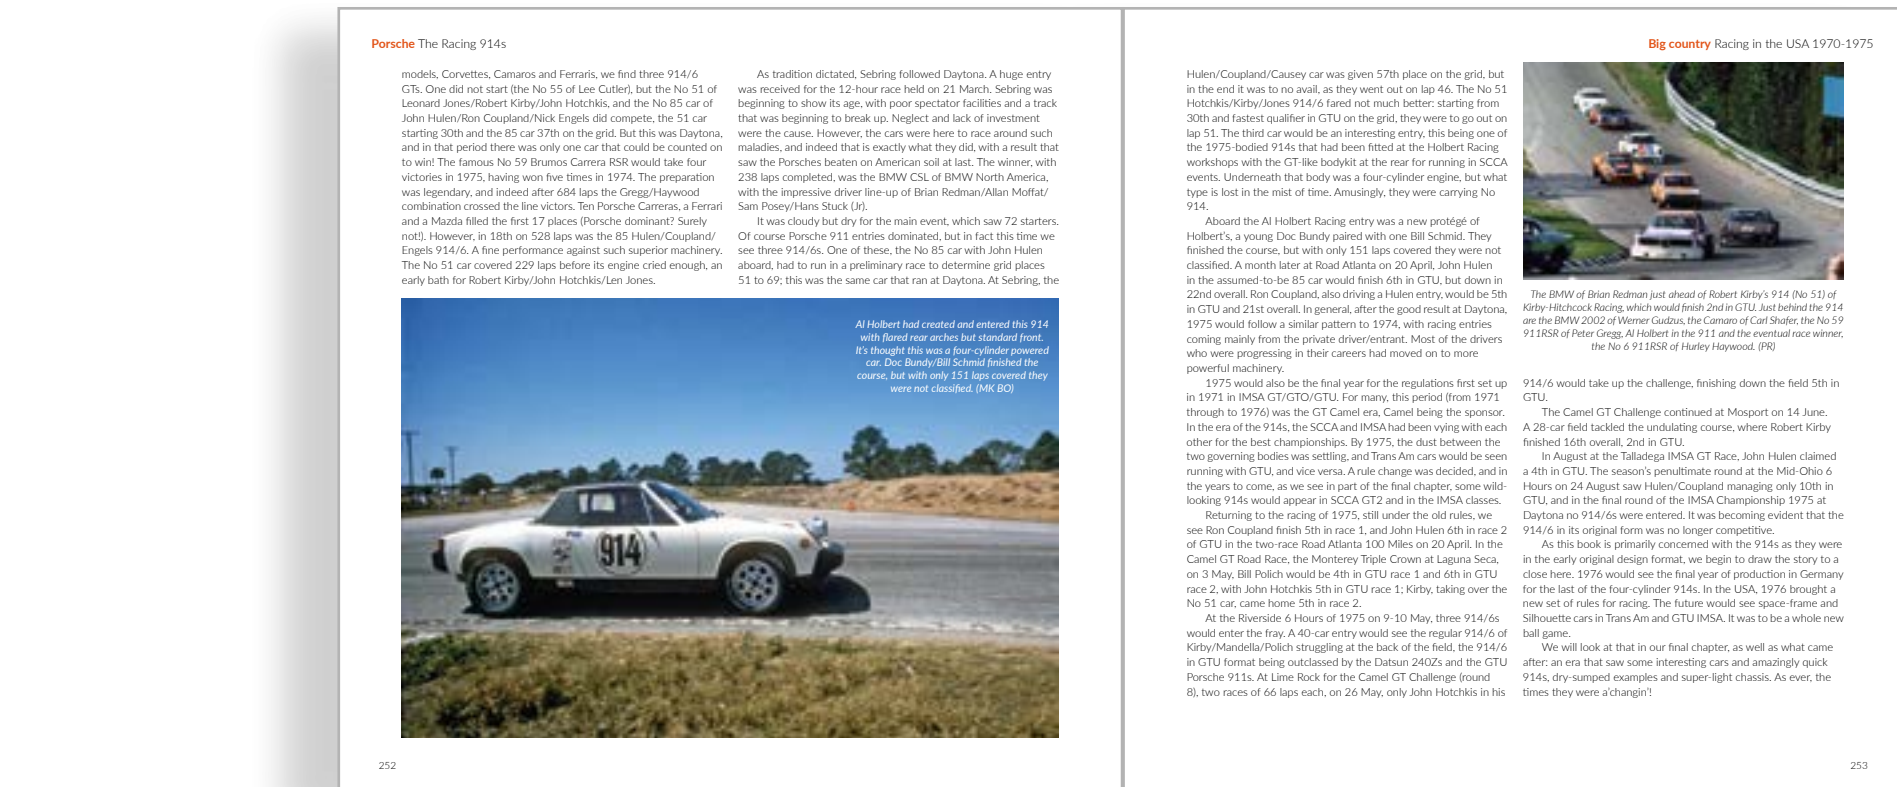 Porsche The Racing 914s
models, Corvettes, Camaros and Ferraris, we find three 914/6
GTs. One did not start (the No 55 of Lee Cutler), but the No 51 of
Leonard Jones/Robert Kirby/John Hotchkis, and the No 85 car of
John Hulen/Ron Coupland/Nick Engels did compete, the 51 car
starting 30th and the 85 car 37th on the grid. But this was Daytona,
and in that period there was only one car that could be counted on
to win! The famous No 59 Brumos Carrera RSR would take four
victories in 1975, having won five times in 1974. The preparation
was legendary, and indeed after 684 laps the Gregg/Haywood
combination crossed the line victors. Ten Porsche Carreras, a Ferrari
and a Mazda filled the first 17 places (Porsche dominant? Surely
not!). However, in 18th on 528 laps was the 85 Hulen/Coupland/
Engels 914/6. A fine performance against such superior machinery.
The No 51 car covered 229 laps before its engine cried enough, an
early bath for Robert Kirby/John Hotchkis/Len Jones.
As tradition dictated, Sebring followed Daytona. A huge entry
was received for the 12-hour race held on 21 March. Sebring was
beginning to show its age, with poor spectator facilities and a track
that was beginning to break up. Neglect and lack of investment
were the cause. However, the cars were here to race around such
maladies, and indeed that is exactly what they did, with a result that
saw the Porsches beaten on American soil at last. The winner, with
238 laps completed, was the BMW CSL of BMW North America,
with the impressive driver line-up of Brian Redman/Allan Moffat/
Sam Posey/Hans Stuck (Jr).
It was cloudy but dry for the main event, which saw 72 starters.
Of course Porsche 911 entries dominated, but in fact this time we
see three 914/6s. One of these, the No 85 car with John Hulen
aboard, had to run in a preliminary race to determine grid places
51 to 69; this was the same car that ran at Daytona. At Sebring, the
Al Holbert had created and entered this 914
with flared rear arches but standard front.
It's thought this was a four-cylinder powered
car. Doc Bundy/Bill Schmid finished the
course, but with only 151 laps covered they
were not classified. (MK BO)
914
252
Big country Racing in the USA 1970-1975
Hulen/Coupland/Causey car was given 57th place on the grid, but
in the end it was to no avail, as they went out on lap 46. The No 51
Hotchkis/Kirby/Jones 914/6 fared not much better: starting from
30th and fastest qualifier in GTU on the grid, they were to go out on
lap 51. The third car would be an interesting entry, this being one of
the 1975-bodied 914s that had been fitted at the Holbert Racing
workshops with the GT-like bodykit at the rear for running in SCCA
events. Underneath that body was a four-cylinder engine, but what
type is lost in the mist of time. Amusingly, they were carrying No
914.
Aboard the Al Holbert Racing entry was a new protégé of
Holbert's, a young Doc Bundy paired with one Bill Schmid. They
finished the course, but with only 151 laps covered they were not
classified. A month later at Road Atlanta on 20 April, John Hulen
in the assumed-to-be 85 car would finish 6th in GTU, but down in
22nd overall. Ron Coupland, also driving a Hulen entry, would be 5th
in GTU and 21st overall. In general, after the good result at Daytona,
1975 would follow a similar pattern to 1974, with racing entries
coming mainly from the private driver/entrant. Most of the drivers
who were progressing in their careers had moved on to more
powerful machinery.
1975 would also be the final year for the regulations first set up
in 1971 in IMSA GT/GTO/GTU. For many, this period (from 1971
through to 1976) was the GT Camel era, Camel being the sponsor.
In the era of the 914s, the SCCA and IMSA had been vying with each
other for the best championships. By 1975, the dust between the
two governing bodies was settling, and Trans Am cars would be seen
running with GTU, and vice versa. A rule change was decided, and in
the years to come, as we see in part of the final chapter, some wild-
looking 914s would appear in SCCA GT2 and in the IMSA classes.
Returning to the racing of 1975, still under the old rules, we
see Ron Coupland finish 5th in race 1, and John Hulen 6th in race 2
of GTU in the two-race Road Atlanta 100 Miles on 20 April. In the
Camel GT Road Race, the Monterey Triple Crown at Laguna Seca,
on 3 May, Bill Polich would be 4th in GTU race 1 and 6th in GTU
race 2, with John Hotchkis 5th in GTU race 1; Kirby, taking over the
No 51 car, came home 5th in race 2.
At the Riverside 6 Hours of 1975 on 9-10 May, three 914/6s
would enter the fray. A 40-car entry would see the regular 914/6 of
Kirby/Mandella/Polich struggling at the back of the field, the 914/6
in GTU format being outclassed by the Datsun 240Zs and the GTU
Porsche 911s. At Lime Rock for the Camel GT Challenge (round
8), two races of 66 laps each, on 26 May, only John Hotchkis in his
The BMW of Brian Redman just ahead of Robert Kirby's 914 (No 51) of
Kirby-Hitchcock Racing, which would finish 2nd in GTU. Just behind the 914
are the BMW 2002 of Werner Gudzus, the Camaro of Carl Shafer, the No 59
911RSR of Peter Gregg, Al Holbert in the 911 and the eventual race winner,
the No 6 911RSR of Hurley Haywood. (PR)
914/6 would take up the challenge, finishing down the field 5th in
GTU.
The Camel GT Challenge continued at Mosport on 14 June.
A 28-car field tackled the undulating course, where Robert Kirby
finished 16th overall, 2nd in GTU.
In August at the Talladega IMSA GT Race, John Hulen claimed
a 4th in GTU. The season's penultimate round at the Mid-Ohio 6
Hours on 24 August saw Hulen/Coupland managing only 10th in
GTU, and in the final round of the IMSA Championship 1975 at
Daytona no 914/6s were entered. It was becoming evident that the
914/6 in its original form was no longer competitive.
As this book is primarily concerned with the 914s as they were
in the early original design format, we begin to draw the story to a
close here. 1976 would see the final year of production in Germany
for the last of the four-cylinder 914s. In the USA, 1976 brought a
new set of rules for racing. The future would see space-frame and
Silhouette cars in Trans Am and GTU IMSA. It was to be a whole new
ball game.
We will look at that in our final chapter, as well as what came
after: an era that saw some interesting cars and amazingly quick
914s, dry-sumped examples and super-light chassis. As ever, the
times they were a'changin'!
253